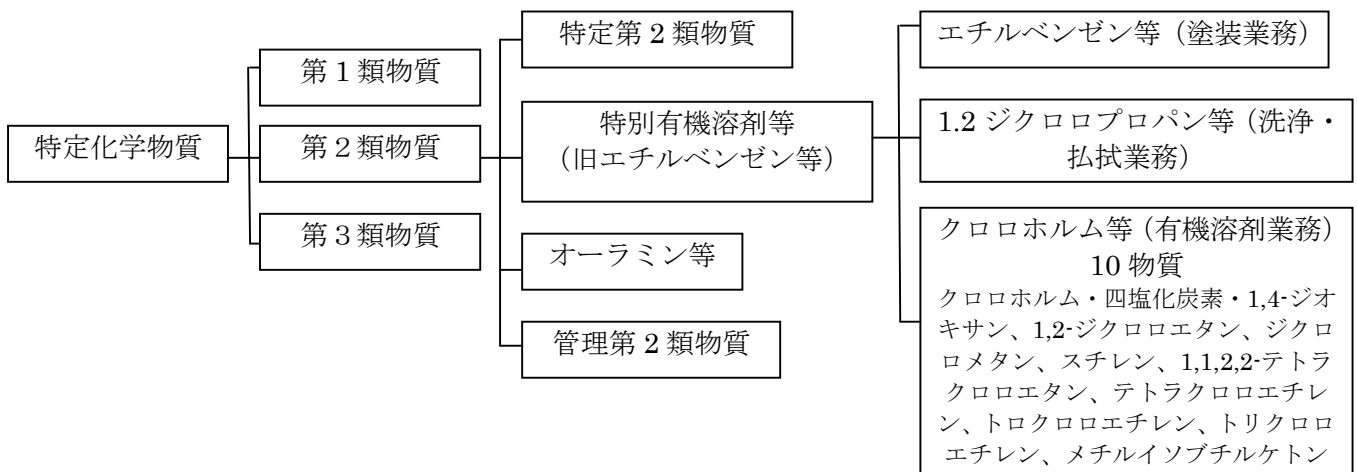 特定化学物質
第1類物質
第2類物質
第3類物質
特定第2類物質
特別有機溶剤等
（旧エチルベンゼン等）
オーラミン等
管理第2類物質
エチルベンゼン等（塗装業務）
1.2ジクロロプロパン等（洗浄・
払拭業務）
クロロホルム等（有機溶剤業務）
10物質
クロロホルム・四塩化炭素・1,4-ジオ
キサン、1,2-ジクロロエタン、ジクロ
ロメタン、スチレン、1,1,2,2-テトラ
クロロエタン、テトラクロロエチレ
ン、トロクロロエチレン、トリクロロ
エチレン、メチルイソブチルケトン